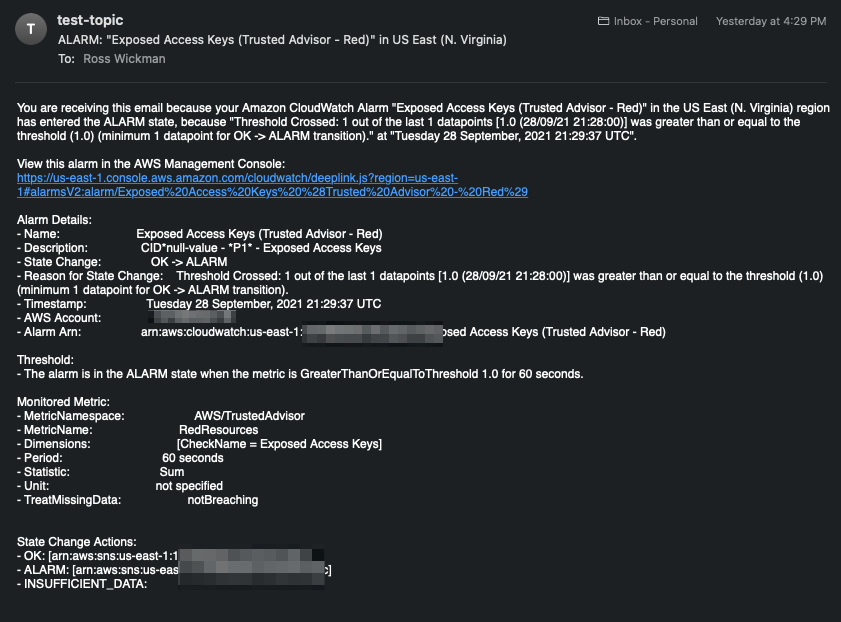 T
test-topic
Inbox - Personal Yesterday at 4:29 PM
ALARM: "Exposed Access Keys (Trusted Advisor - Red)" in US East (N. Virginia)
To: Ross Wickman
You are receiving this email because your Amazon CloudWatch Alarm "Exposed Access Keys (Trusted Advisor - Red)" in the US East (N. Virginia) region
has entered the ALARM state, because "Threshold Crossed: 1 out of the last 1 datapoints [1.0 (28/09/21 21:28:00)] was greater than or equal to the
threshold (1.0) (minimum 1 datapoint for OK -> ALARM transition)." at "Tuesday 28 September, 2021 21:29:37 UTC".
View this alarm in the AWS Management Console:
https://us-east-1.console.aws.amazon.com/cloudwatch/deeplink.js?region=us-east-
1#alarmsV2:alarm/Exposed%20Access%20Keys%20%28Trusted%20Advisor%20-%20Red%29
Alarm Details:
- Name: Exposed Access Keys (Trusted Advisor - Red)
- Description: CID*null-value - *P1* - Exposed Access Keys
- State Change: OK -> ALARM
- Reason for State Change: Threshold Crossed: 1 out of the last 1 datapoints [1.0 (28/09/21 21:28:00)] was greater than or equal to the threshold (1.0)
(minimum 1 datapoint for OK -> ALARM transition).
- Timestamp: Tuesday 28 September, 2021 21:29:37 UTC
- AWS Account:
- Alarm Arn: arn:aws:cloudwatch:us-east-1: osed Access Keys (Trusted Advisor - Red)
Threshold:
- The alarm is in the ALARM state when the metric is GreaterThanOrEqualToThreshold 1.0 for 60 seconds.
Monitored Metric:
- MetricNamespace: AWS/TrustedAdvisor
- MetricName: RedResources
- Dimensions: [CheckName = Exposed Access Keys]
- Period: 60 seconds
- Statistic: Sum
- Unit: not specified
- TreatMissingData: notBreaching
State Change Actions:
- OK: [arn:aws:sns:us-east-1:1
- ALARM: [arn:aws:sns:us-eas c]
- INSUFFICIENT_DATA: